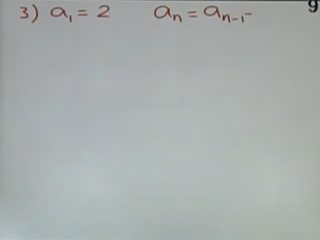 3) a₁ = 2 aₙ = aₙ₋₁-
9